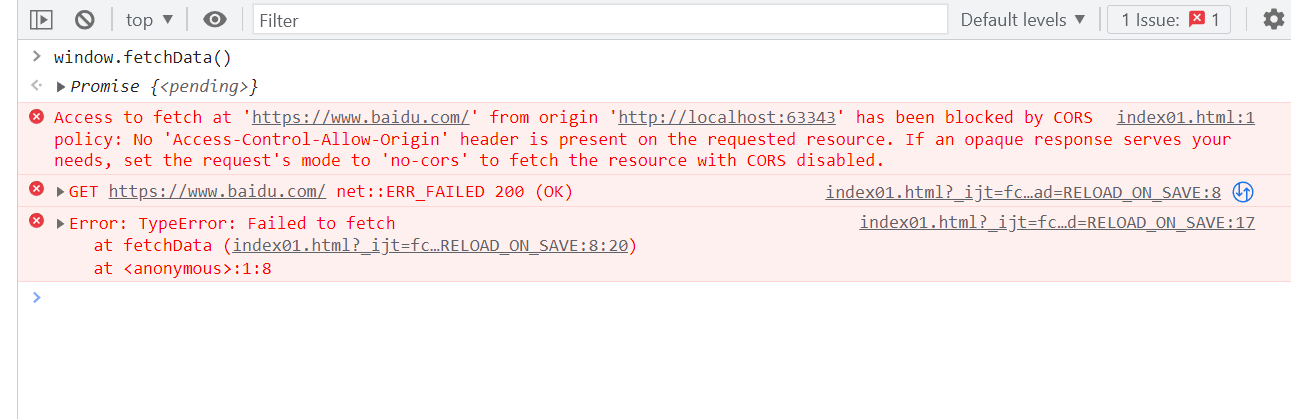 top Filter Default levels 1 Issue: 1
window.fetchData()
Promise {<pending>}
Access to fetch at 'https://www.baidu.com/' from origin 'http://localhost:63343' has been blocked by CORS index01.html:1
policy: No 'Access-Control-Allow-Origin' header is present on the requested resource. If an opaque response serves your
needs, set the request's mode to 'no-cors' to fetch the resource with CORS disabled.
GET https://www.baidu.com/ net::ERR_FAILED 200 (OK) index01.html?_ijt=fc…ad=RELOAD_ON_SAVE:8
Error: TypeError: Failed to fetch index01.html?_ijt=fc…d=RELOAD_ON_SAVE:17
at fetchData (index01.html?_ijt=fc…RELOAD_ON_SAVE:8:20)
at <anonymous>:1:8